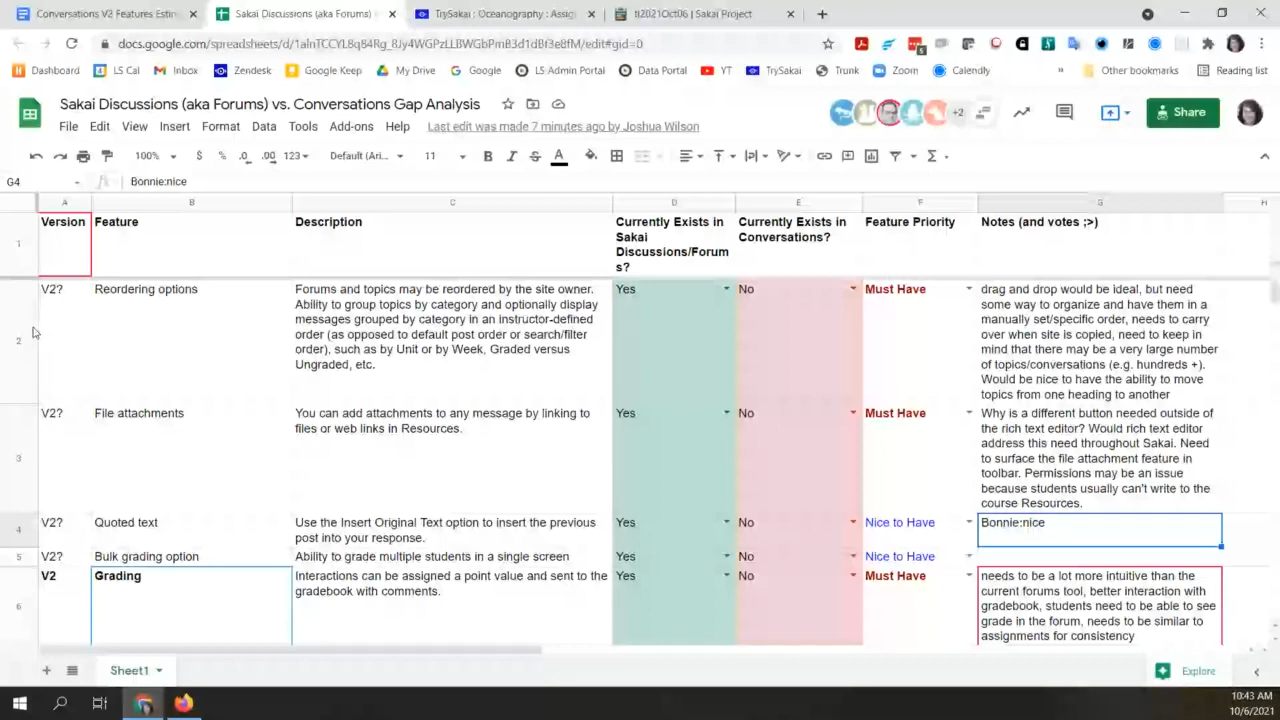 Conversations V2 Features Estim
Sakai Discussions (aka Forums)
TrySakai : Oceanography : Assig
ti2021Oct06 | Sakai Project
Dashboard
LS Cal
Inbox
Zendesk
Google Keep
My Drive
Google
LS Admin Portal
Data Portal
YT
TrySakai
Trunk
Zoom
Calendly
»
Other bookmarks
Reading list
Sakai Discussions (aka Forums) vs. Conversations Gap Analysis
+2
Share
File Edit View Insert Format Data Tools Add-ons Help
Last edit was made 7 minutes ago by Joshua Wilson
100% $ % .0 .00 123 Default (Ari... 11 B I S A
G4
fx
Bonnie:nice
A B C D E F G H
1
Version
Feature
Description
Currently Exists in
Sakai
Discussions/Forum
s?
Currently Exists in
Conversations?
Feature Priority
Notes (and votes ;>)
2
V2?
Reordering options
Forums and topics may be reordered by the site owner.
Ability to group topics by category and optionally display
messages grouped by category in an instructor-defined
order (as opposed to default post order or search/filter
order), such as by Unit or by Week, Graded versus
Ungraded, etc.
Yes
No
Must Have
drag and drop would be ideal, but need
some way to organize and have them in a
manually set/specific order, needs to carry
over when site is copied, need to keep in
mind that there may be a very large number
of topics/conversations (e.g. hundreds +).
Would be nice to have the ability to move
topics from one heading to another
3
V2?
File attachments
You can add attachments to any message by linking to
files or web links in Resources.
Yes
No
Must Have
Why is a different button needed outside of
the rich text editor? Would rich text editor
address this need throughout Sakai. Need
to surface the file attachment feature in
toolbar. Permissions may be an issue
because students usually can't write to the
course Resources.
4
V2?
Quoted text
Use the Insert Original Text option to insert the previous
post into your response.
Yes
No
Nice to Have
Bonnie:nice
5
V2?
Bulk grading option
Ability to grade multiple students in a single screen
Yes
No
Nice to Have
6
V2
Grading
Interactions can be assigned a point value and sent to the
gradebook with comments.
Yes
No
Must Have
needs to be a lot more intuitive than the
current forums tool, better interaction with
gradebook, students need to be able to see
grade in the forum, needs to be similar to
assignments for consistency
Sheet1
Explore
10:43 AM
10/6/2021